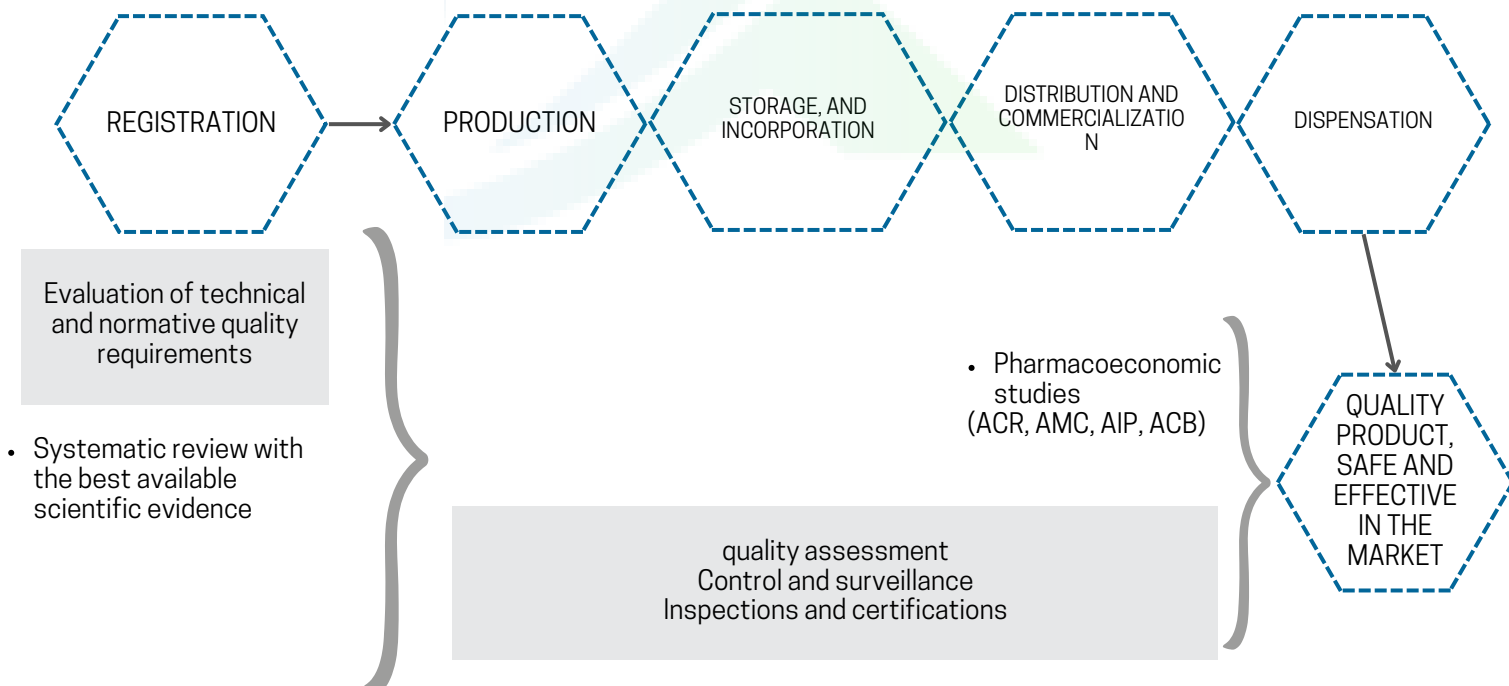 REGISTRATION
PRODUCTION
STORAGE, AND
INCORPORATION
DISTRIBUTION AND
COMMERCIALIZATIO
N
DISPENSATION
Evaluation of technical
and normative quality
requirements
• Systematic review with
the best available
scientific evidence
• Pharmacoeconomic
studies
(ACR, AMC, AIP, ACB)
quality assessment
Control and surveillance
Inspections and certifications
QUALITY
PRODUCT,
SAFE AND
EFFECTIVE
IN THE
MARKET